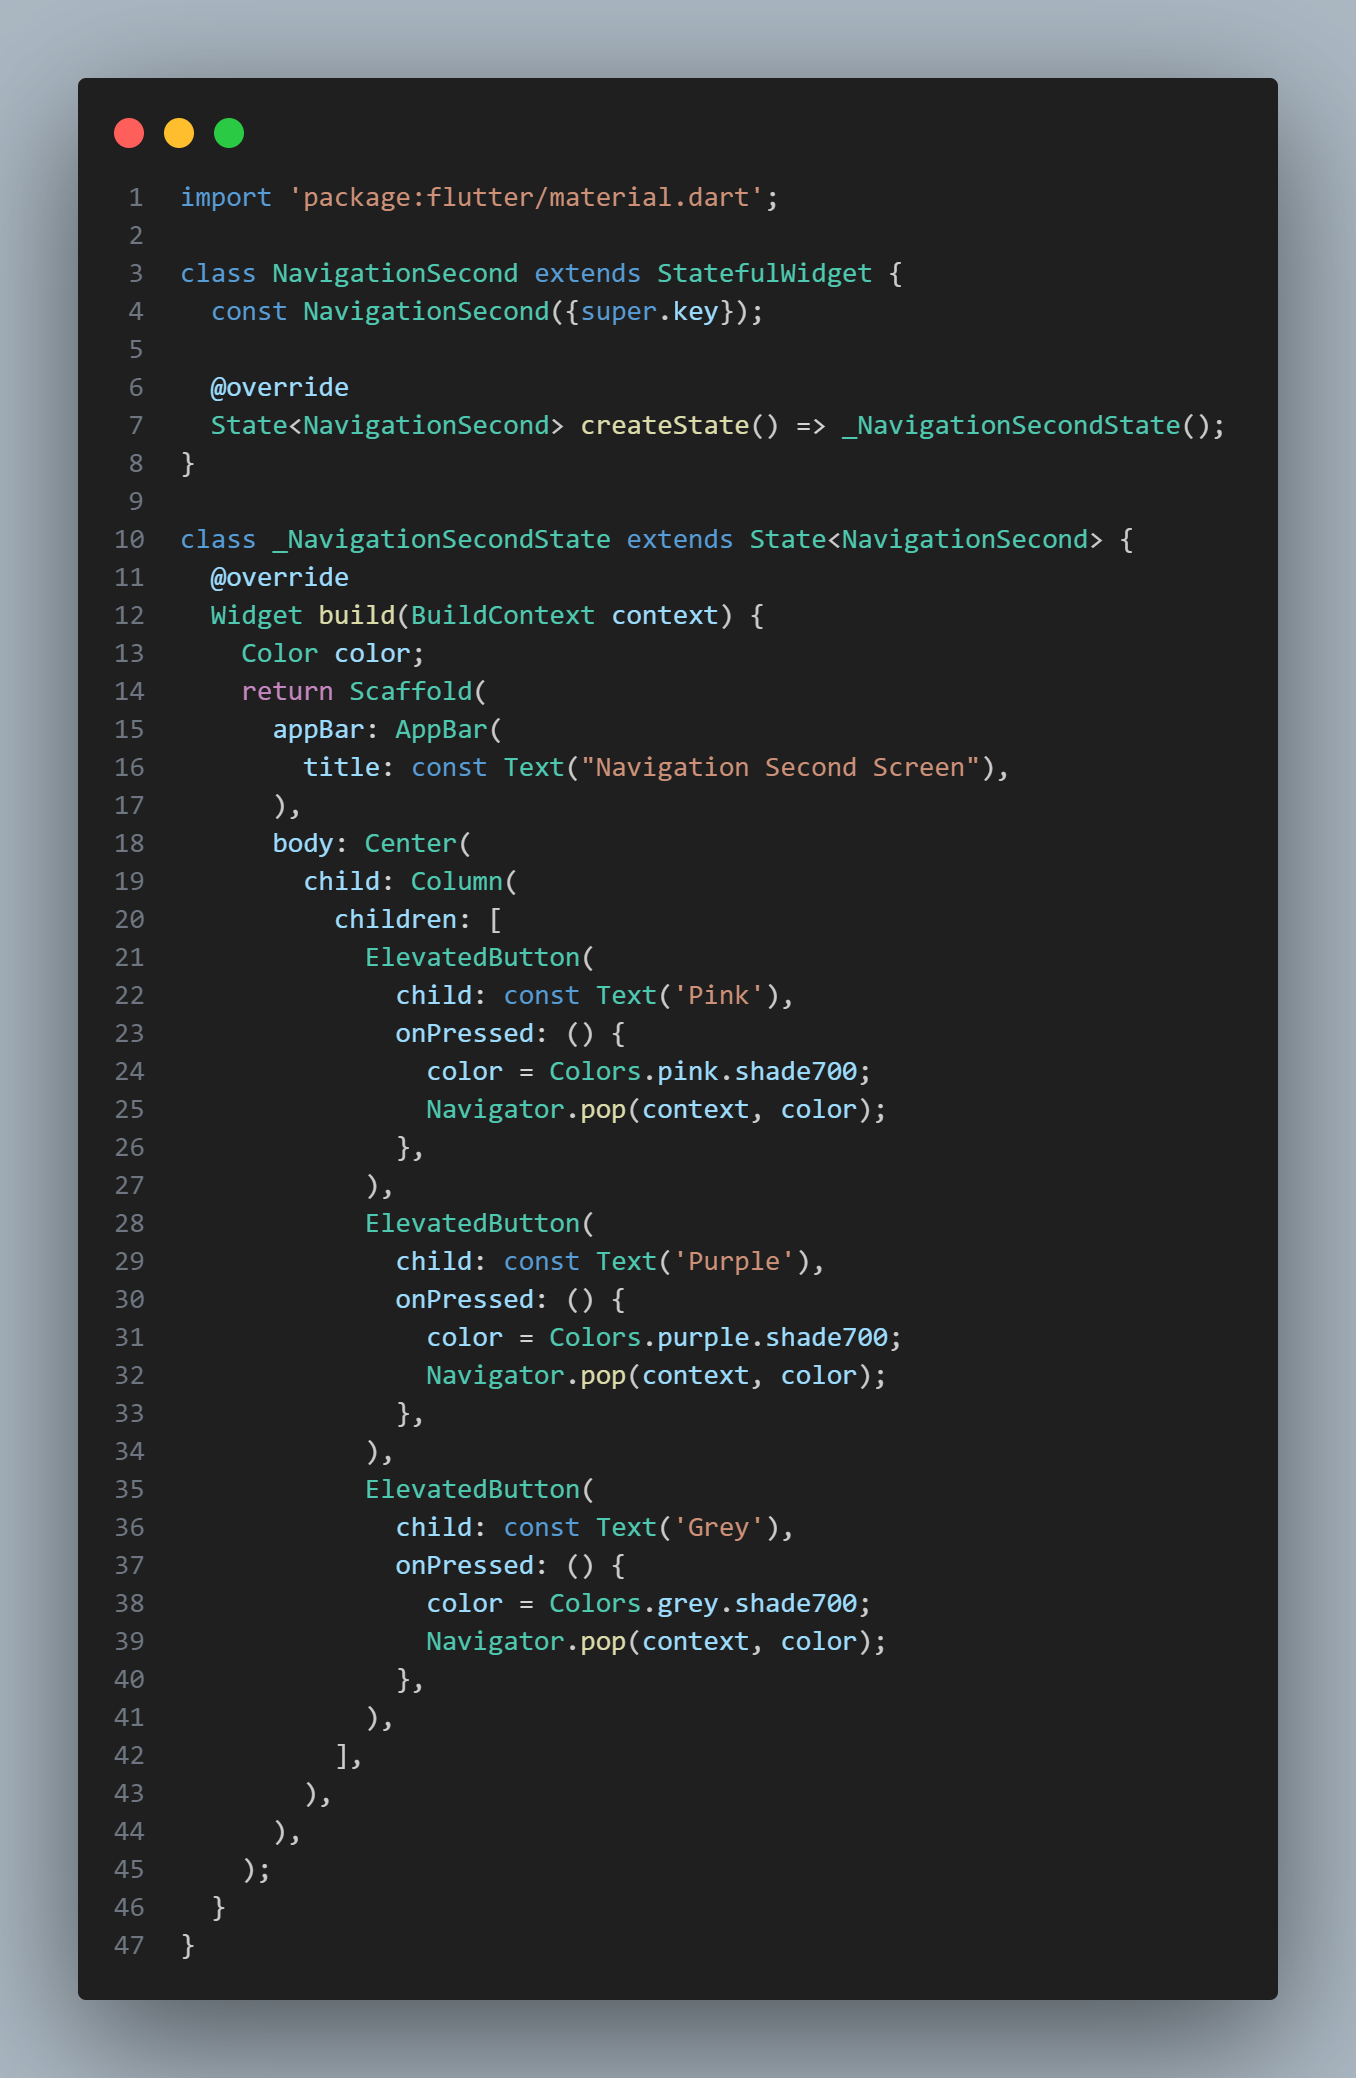 1 import 'package:flutter/material.dart';
2
3 class NavigationSecond extends StatefulWidget {
4   const NavigationSecond({super.key});
5
6   @override
7   State<NavigationSecond> createState() => _NavigationSecondState();
8 }
9
10 class _NavigationSecondState extends State<NavigationSecond> {
11   @override
12   Widget build(BuildContext context) {
13     Color color;
14     return Scaffold(
15       appBar: AppBar(
16         title: const Text("Navigation Second Screen"),
17       ),
18       body: Center(
19         child: Column(
20           children: [
21             ElevatedButton(
22               child: const Text('Pink'),
23               onPressed: () {
24                 color = Colors.pink.shade700;
25                 Navigator.pop(context, color);
26               },
27             ),
28             ElevatedButton(
29               child: const Text('Purple'),
30               onPressed: () {
31                 color = Colors.purple.shade700;
32                 Navigator.pop(context, color);
33               },
34             ),
35             ElevatedButton(
36               child: const Text('Grey'),
37               onPressed: () {
38                 color = Colors.grey.shade700;
39                 Navigator.pop(context, color);
40               },
41             ),
42           ],
43         ),
44       ),
45     );
46   }
47 }